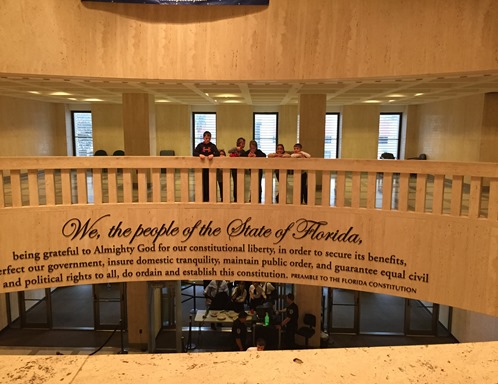 We, the people of the State of Florida,
being grateful to Almighty God for our constitutional liberty, in order to secure its benefits,
perfect our government, insure domestic tranquility, maintain public order, and guarantee equal civil
and political rights to all, do ordain and establish this constitution. PREAMBLE TO THE FLORIDA CONSTITUTION